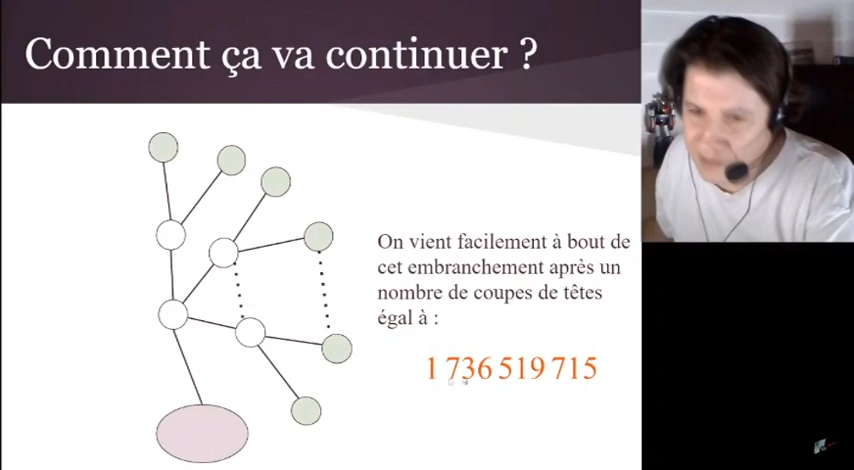 Comment ça va continuer ?
On vient facilement à bout de
cet embranchement après un
nombre de coupes de têtes
égal à :
1 736 519 715